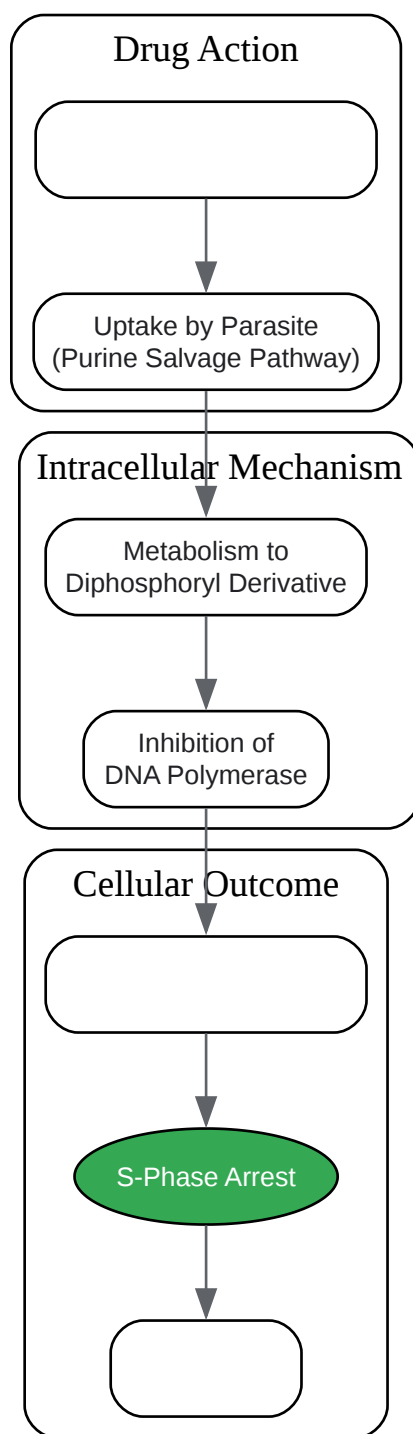 Drug Action
Uptake by Parasite
(Purine Salvage Pathway)
Intracellular Mechanism
Metabolism to
Diphosphoryl Derivative
Inhibition of
DNA Polymerase
Cellular Outcome
S-Phase Arrest